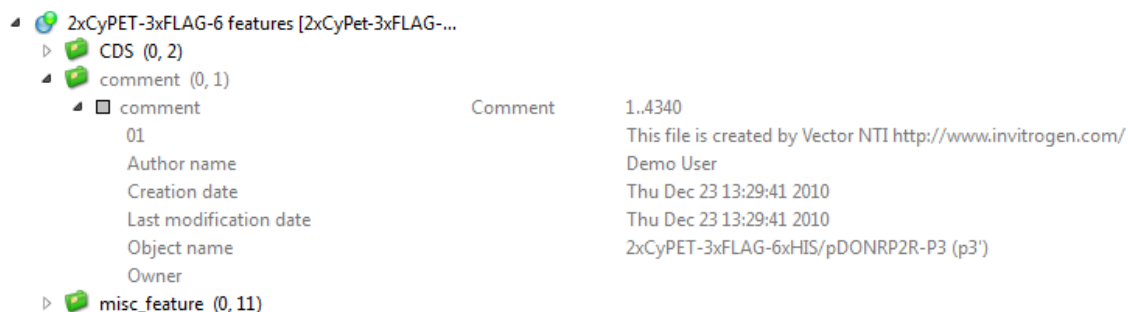 2xCyPET-3xFLAG-6 features [2xCyPet-3xFLAG-...
CDS (0, 2)
comment (0, 1)
comment Comment 1..4340
01 This file is created by Vector NTI http://www.invitrogen.com/
Author name Demo User
Creation date Thu Dec 23 13:29:41 2010
Last modification date Thu Dec 23 13:29:41 2010
Object name 2xCyPET-3xFLAG-6xHIS/pDONRP2R-P3 (p3')
Owner
misc_feature (0, 11)